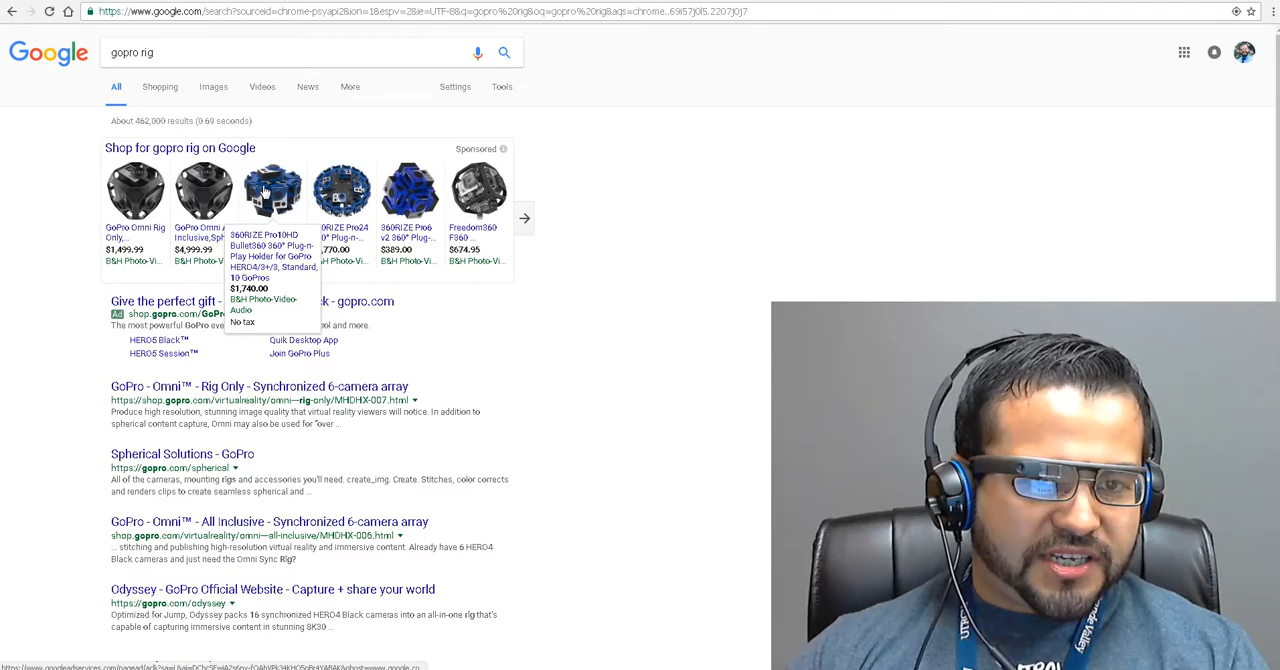 https://www.google.com/search?sourceid=chrome-psyapi2&ion=1&espv=2&ie=UTF-8&q=gopro%20rig&oq=gopro%20rig&aqs=chrome..69i57j0l5.2207j0j7
Google
gopro rig
All Shopping Images Videos News More Settings Tools
About 462,000 results (0.69 seconds)
Shop for gopro rig on Google
Sponsored
GoPro Omni Rig
Only,...
$1,499.99
B&H Photo-Vi...
GoPro Omni
Inclusive,Sph
$4,999.99
B&H Photo-V
360RIZE Pro10HD
Bullet360 360° Plug-n-
Play Holder for GoPro
HERO4/3+/3, Standard,
10 GoPros
$1,740.00
B&H Photo-Video-
Audio
No tax
360RIZE Pro24
Plug-n-...
770.00
B&H Photo-Vi...
360RIZE Pro6
v2 360° Plug-...
$389.00
B&H Photo-Vi...
Freedom360
F360 ...
$674.95
B&H Photo-Vi...
Give the perfect gift - k - gopro.com
Ad shop.gopro.com/GoPr
The most powerful GoPro eve ol and more.
HERO5 Black™ Quik Desktop App
HERO5 Session™ Join GoPro Plus
GoPro - Omni™ - Rig Only - Synchronized 6-camera array
https://shop.gopro.com/virtualreality/omni—rig-only/MHDHX-007.html
Produce high resolution, stunning image quality that virtual reality viewers will notice. In addition to
spherical content capture, Omni may also be used for "over ...
Spherical Solutions - GoPro
https://gopro.com/spherical
All of the cameras, mounting rigs and accessories you'll need. create_img. Create. Stitches, color corrects
and renders clips to create seamless spherical and ...
GoPro - Omni™ - All Inclusive - Synchronized 6-camera array
shop.gopro.com/virtualreality/omni—all-inclusive/MHDHX-006.html
... stitching and publishing high-resolution virtual reality and immersive content. Already have 6 HERO4
Black cameras and just need the Omni Sync Rig?
Odyssey - GoPro Official Website - Capture + share your world
https://gopro.com/odyssey
Optimized for Jump, Odyssey packs 16 synchronized HERO4 Black cameras into an all-in-one rig that's
capable of capturing immersive content in stunning 8K30 ...